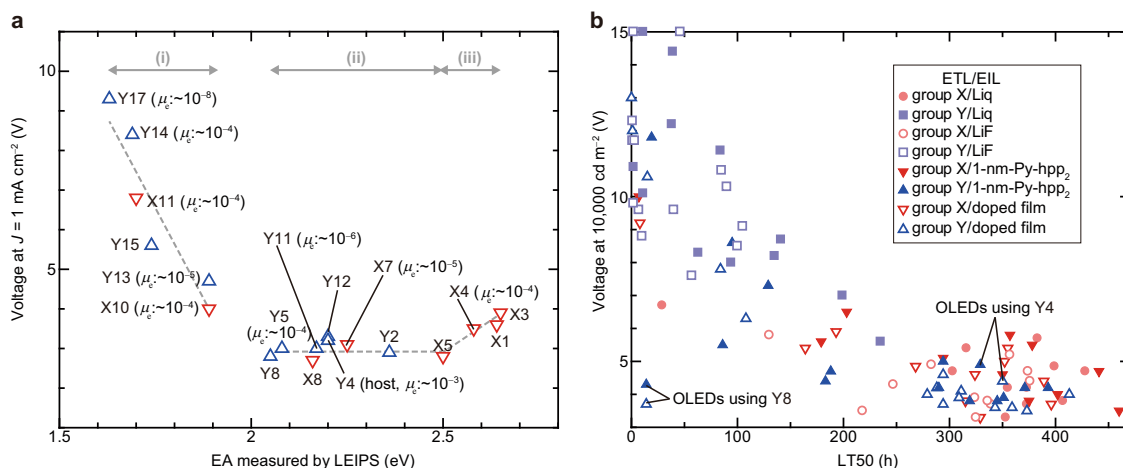 a
Voltage at J = 1 mA cm⁻² (V)
10
5
1.5
2
2.5
EA measured by LEIPS (eV)
(i)
(ii)
(iii)
Y17 (μₑ:~10⁻⁸)
Y14 (μₑ:~10⁻⁴)
X11 (μₑ:~10⁻⁴)
Y15
Y13 (μₑ:~10⁻⁵)
X10 (μₑ:~10⁻⁴)
Y11 (μₑ:~10⁻⁶)
Y12
X7 (μₑ:~10⁻⁵)
X4 (μₑ:~10⁻⁴)
Y5
(μₑ:~10⁻⁴
Y2
X3
X5
X1
Y8
X8
Y4 (host, μₑ:~10⁻³)
b
Voltage at 10,000 cd m⁻² (V)
15
10
5
0
100
200
300
400
LT50 (h)
ETL/EIL
group X/Liq
group Y/Liq
group X/LiF
group Y/LiF
group X/1-nm-Py-hpp₂
group Y/1-nm-Py-hpp₂
group X/doped film
group Y/doped film
OLEDs using Y4
OLEDs using Y8